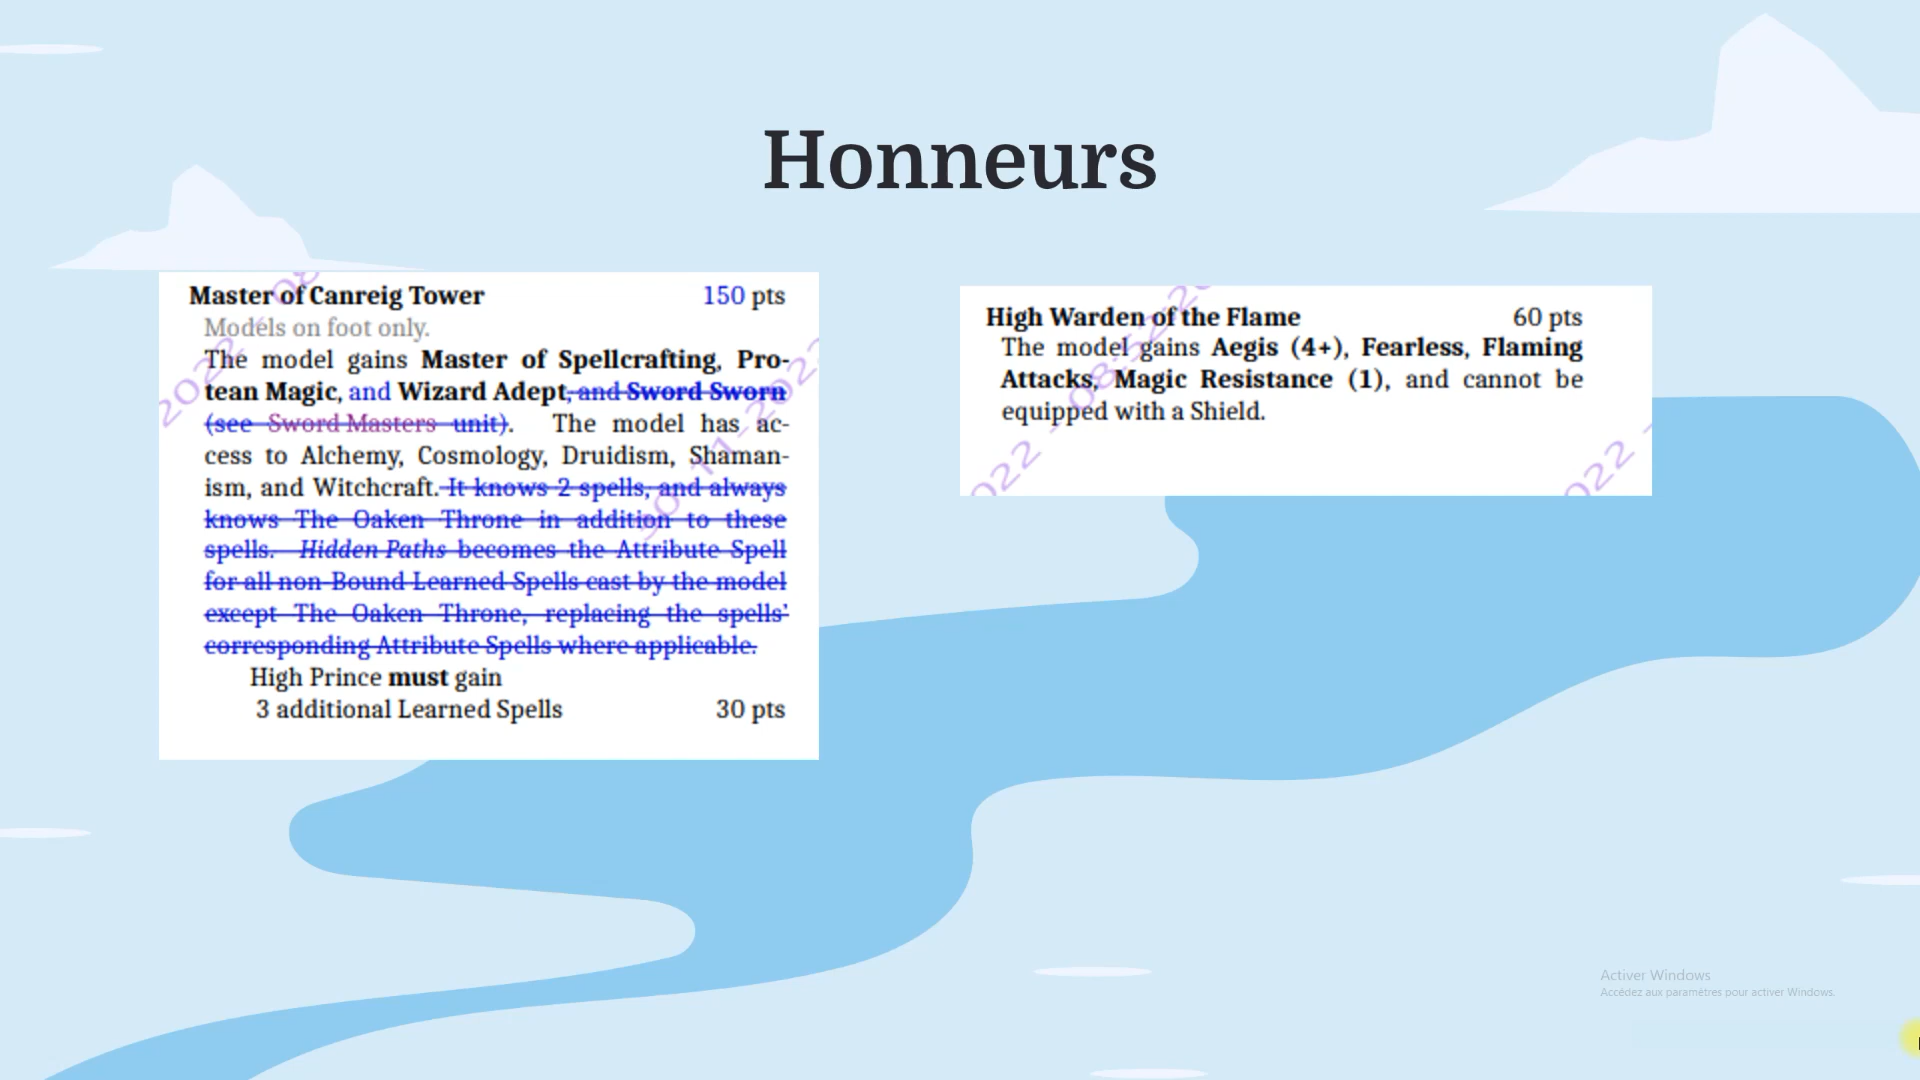 Honneurs
Master of Canreig Tower 150 pts
Models on foot only.
The model gains Master of Spellcrafting, Pro-
tean Magic, and Wizard Adept, and Sword Sworn
(see Sword Masters unit). The model has ac-
cess to Alchemy, Cosmology, Druidism, Shaman-
ism, and Witchcraft. It knows 2 spells, and always
knows The Oaken Throne in addition to these
spells. Hidden Paths becomes the Attribute Spell
for all non-Bound Learned Spells cast by the model
except The Oaken Throne, replacing the spells'
corresponding Attribute Spells where applicable.
High Prince must gain
3 additional Learned Spells 30 pts
High Warden of the Flame 60 pts
The model gains Aegis (4+), Fearless, Flaming
Attacks, Magic Resistance (1), and cannot be
equipped with a Shield.
Activer Windows
Accédez aux paramètres pour activer Windows.